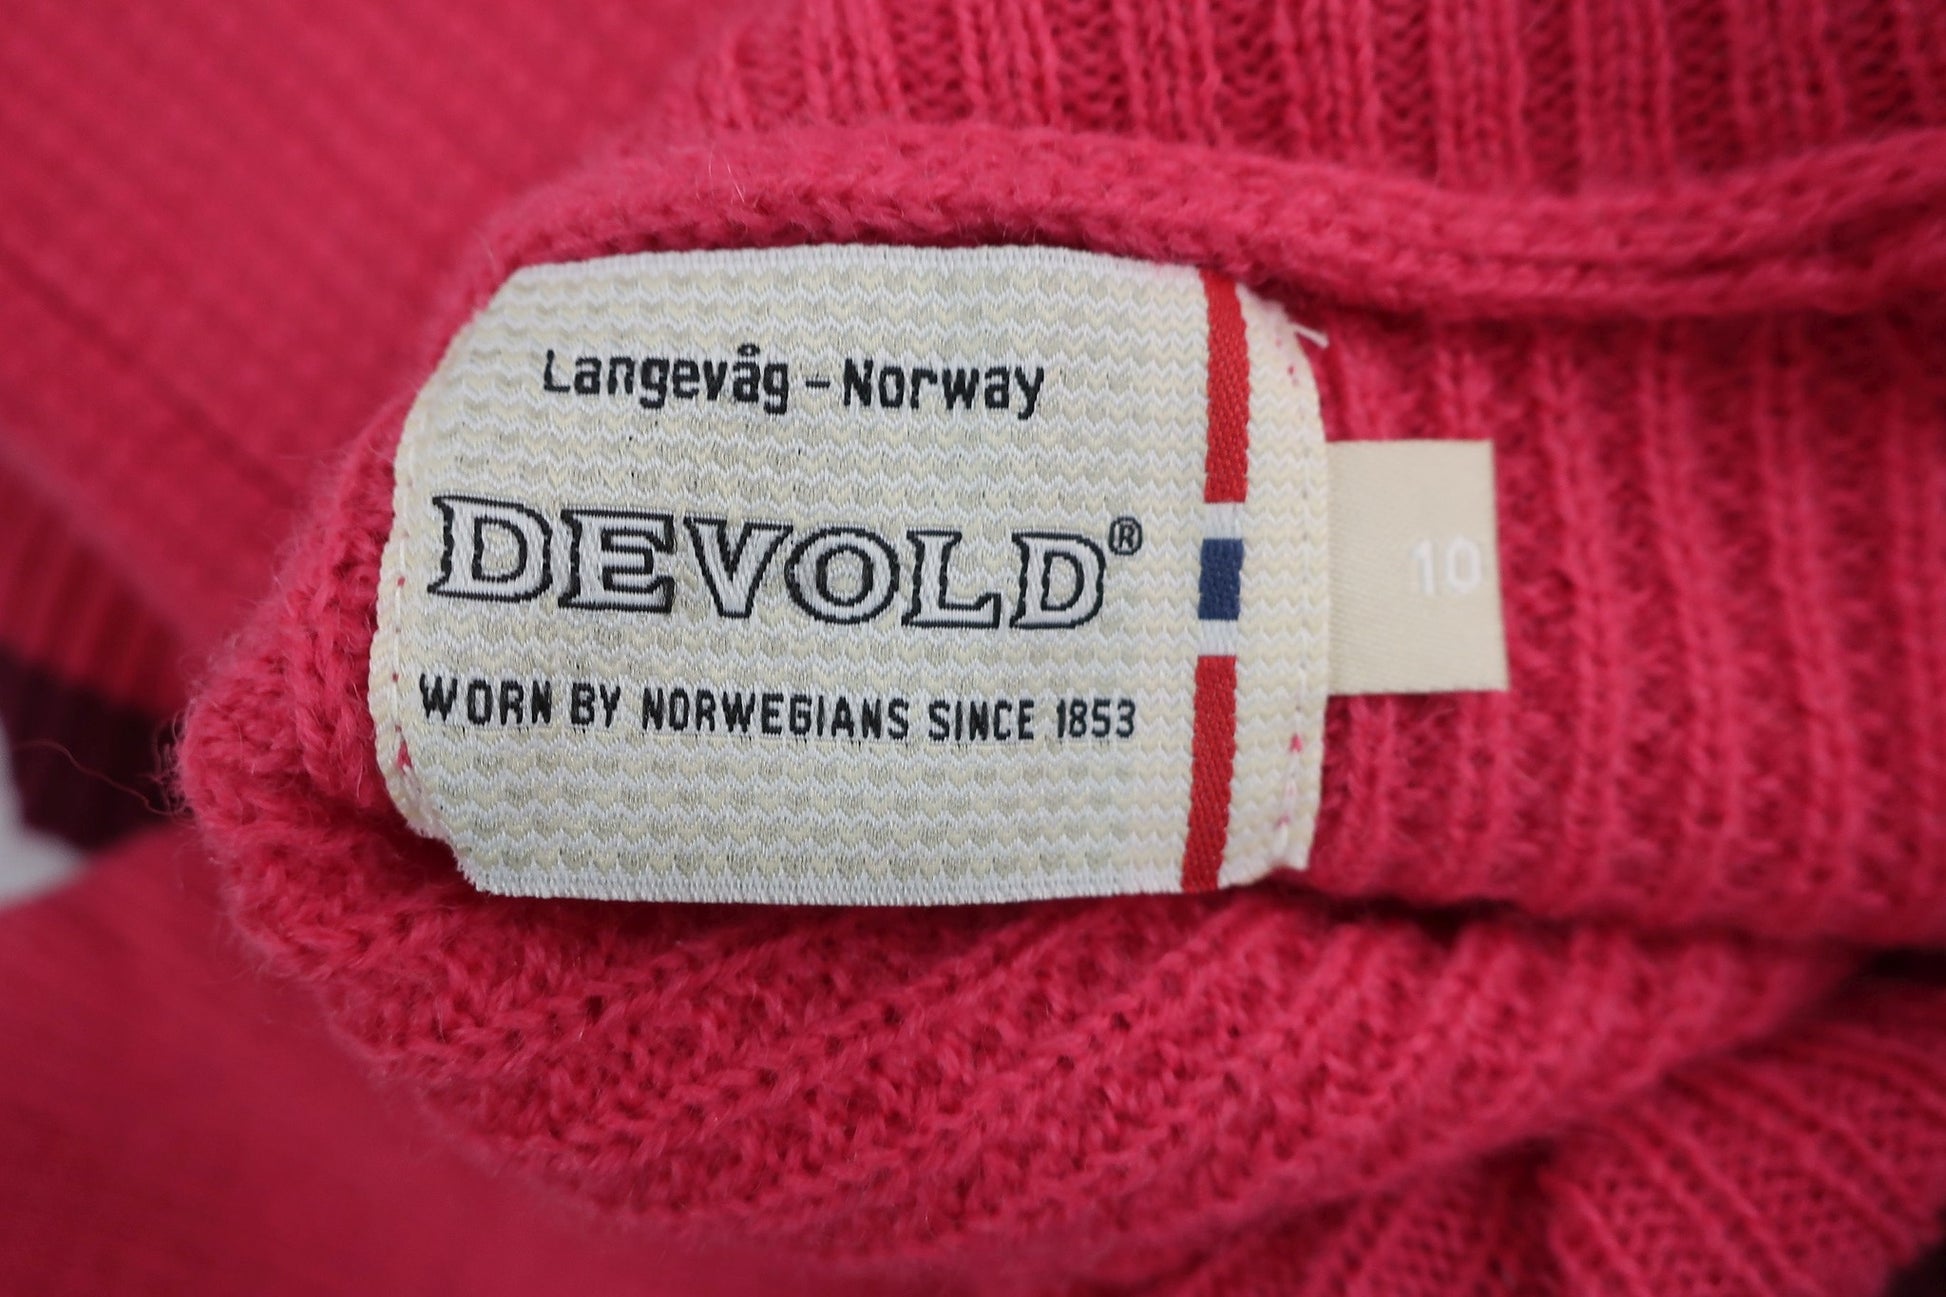 Langevåg - Norway
DEVOLD®
WORN BY NORWEGIANS SINCE 1853
10